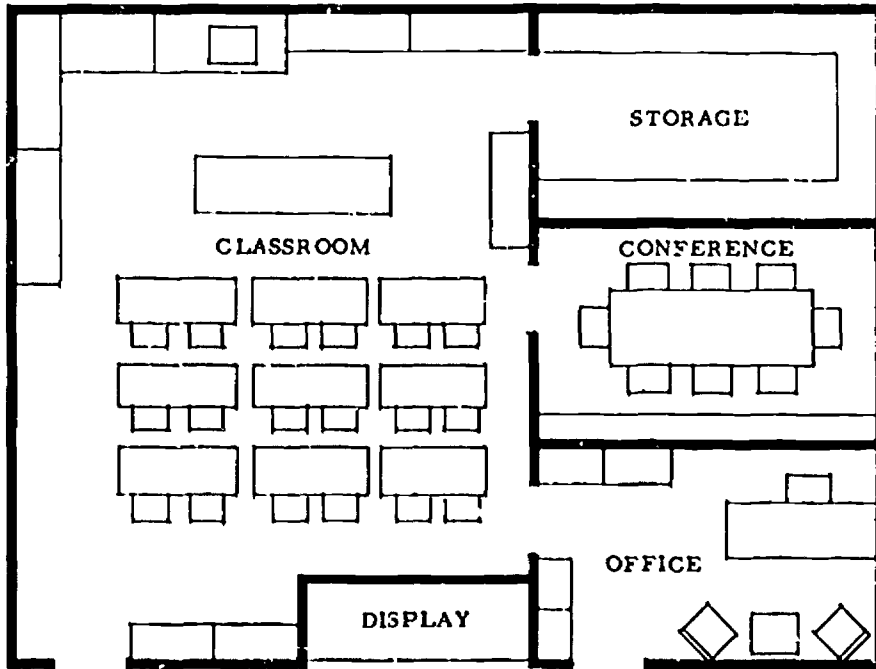 STORAGE
CLASSROOM
CONFERENCE
OFFICE
DISPLAY